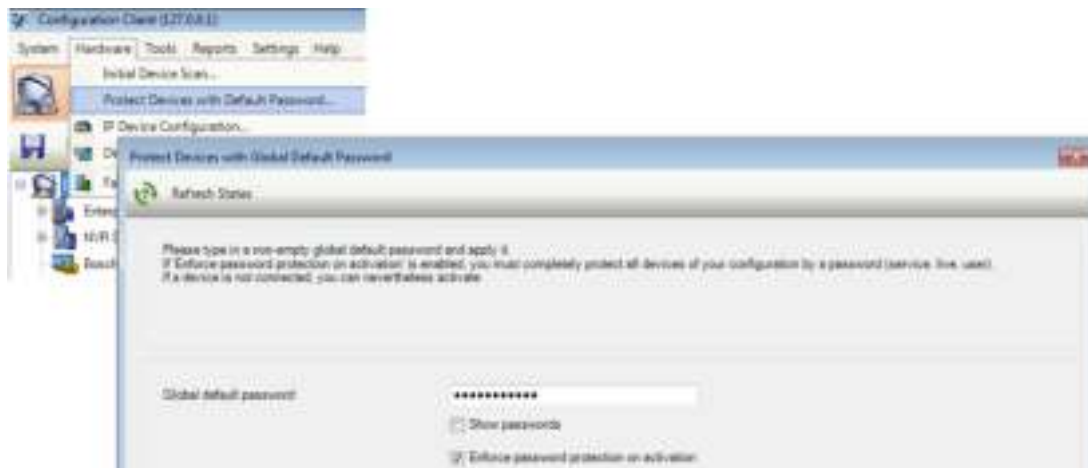 Configuration Client (127.0.0.1)
System Hardware Tools Reports Settings Help
Initial Device Scan...
Protect Devices with Default Password...
IP Device Configuration...
Protect Devices with Global Default Password
Refresh States
Enterp
NVR
Bosch
Please type in a non-empty global default password and apply it.
If 'Enforce password protection on activation' is enabled, you must completely protect all devices of your configuration by a password (service, live, user).
If a device is not connected, you can nevertheless activate.
Global default password
Show passwords
Enforce password protection on activation